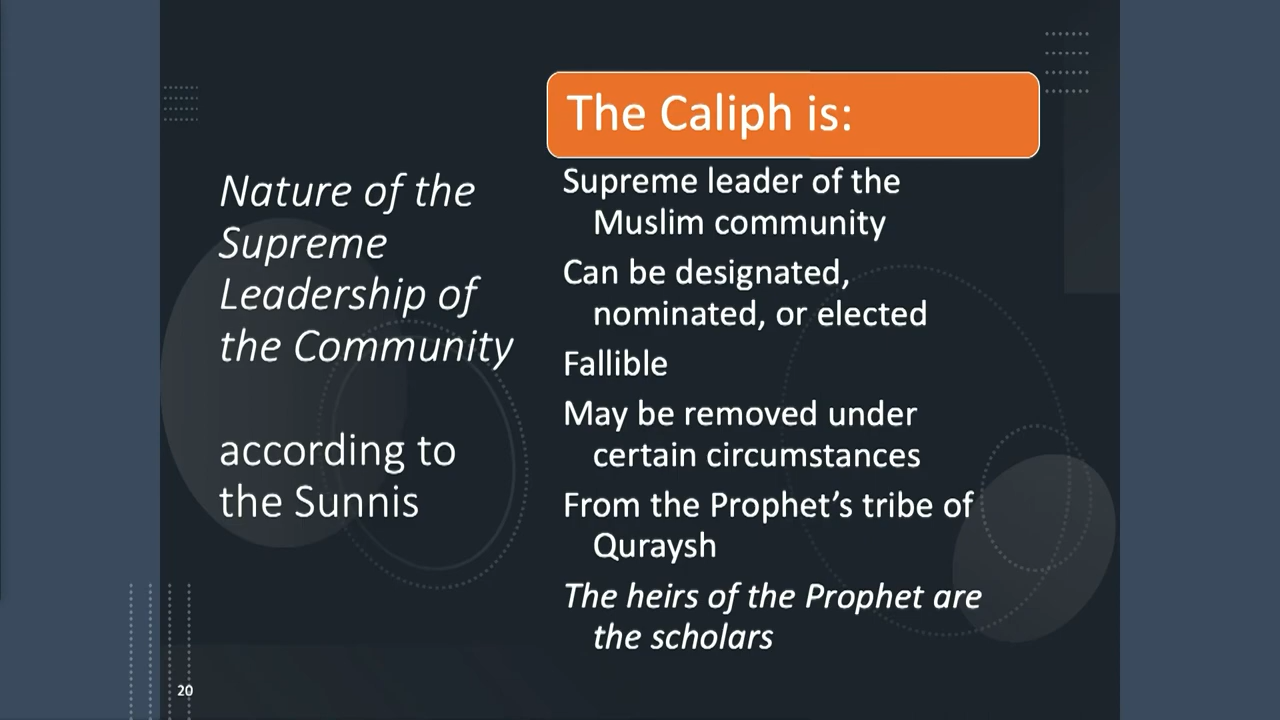 Nature of the
Supreme
Leadership of
the Community
according to
the Sunnis
The Caliph is:
Supreme leader of the
Muslim community
Can be designated,
nominated, or elected
Fallible
May be removed under
certain circumstances
From the Prophet’s tribe of
Quraysh
The heirs of the Prophet are
the scholars
20